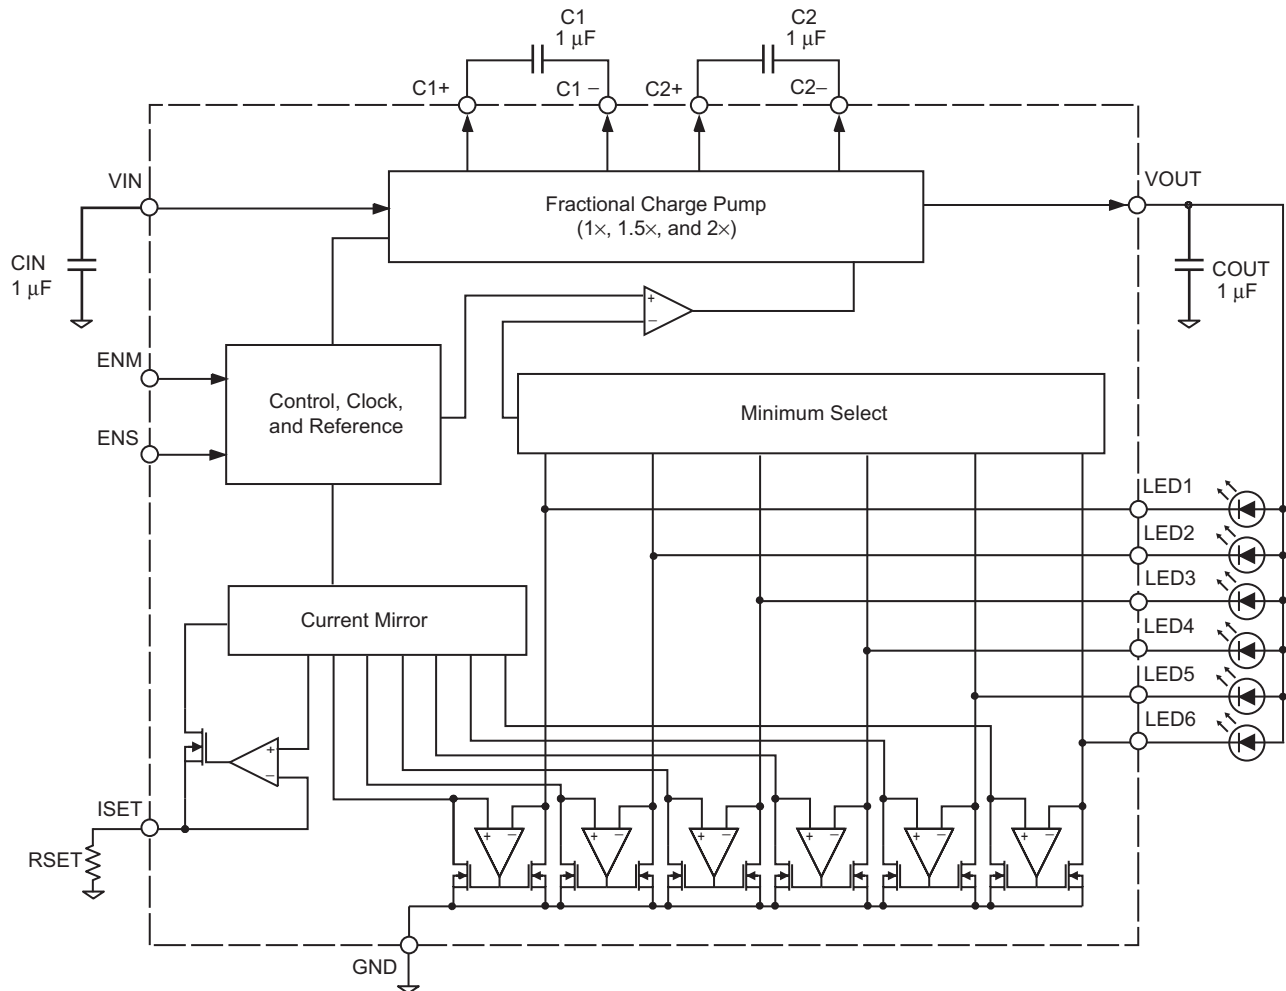 C1
1 μF
C2
1 μF
C1+
C1 –
C2+
C2–
VIN
VOUT
Fractional Charge Pump
(1×, 1.5×, and 2×)
CIN
1 μF
COUT
1 μF
+
–
ENM
Control, Clock,
and Reference
Minimum Select
ENS
LED1
LED2
LED3
LED4
LED5
LED6
Current Mirror
+
–
ISET
RSET
+ –
+ –
+ –
+ –
+ –
+ –
GND